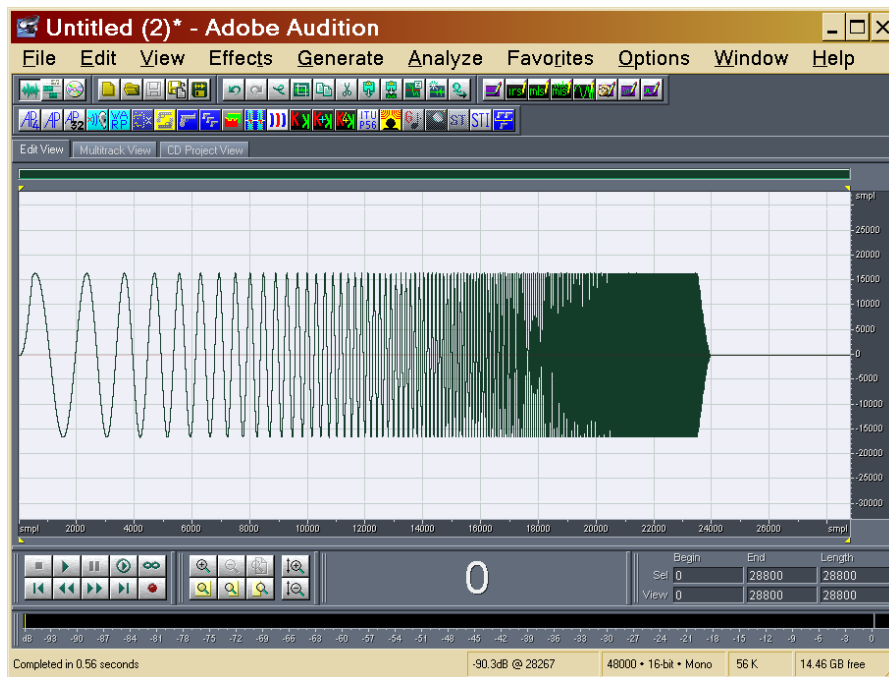 Untitled (2)* - Adobe Audition
File Edit View Effects Generate Analyze Favorites Options Window Help
Edit View Multitrack View CD Project View
smpl
25000
20000
15000
10000
5000
0
-5000
-10000
-15000
-20000
-25000
-30000
smpl 2000 4000 6000 8000 10000 12000 14000 16000 18000 20000 22000 24000 26000 smpl
Begin End Length
Sel 0 28800 28800
View 0 28800 28800
0
dB -93 -90 -87 -84 -81 -78 -75 -72 -69 -66 -63 -60 -57 -54 -51 -48 -45 -42 -39 -36 -33 -30 -27 -24 -21 -18 -15 -12 -9 -6 -3 0
Completed in 0.56 seconds -90.3dB @ 28267 48000 • 16-bit • Mono 56 K 14.46 GB free